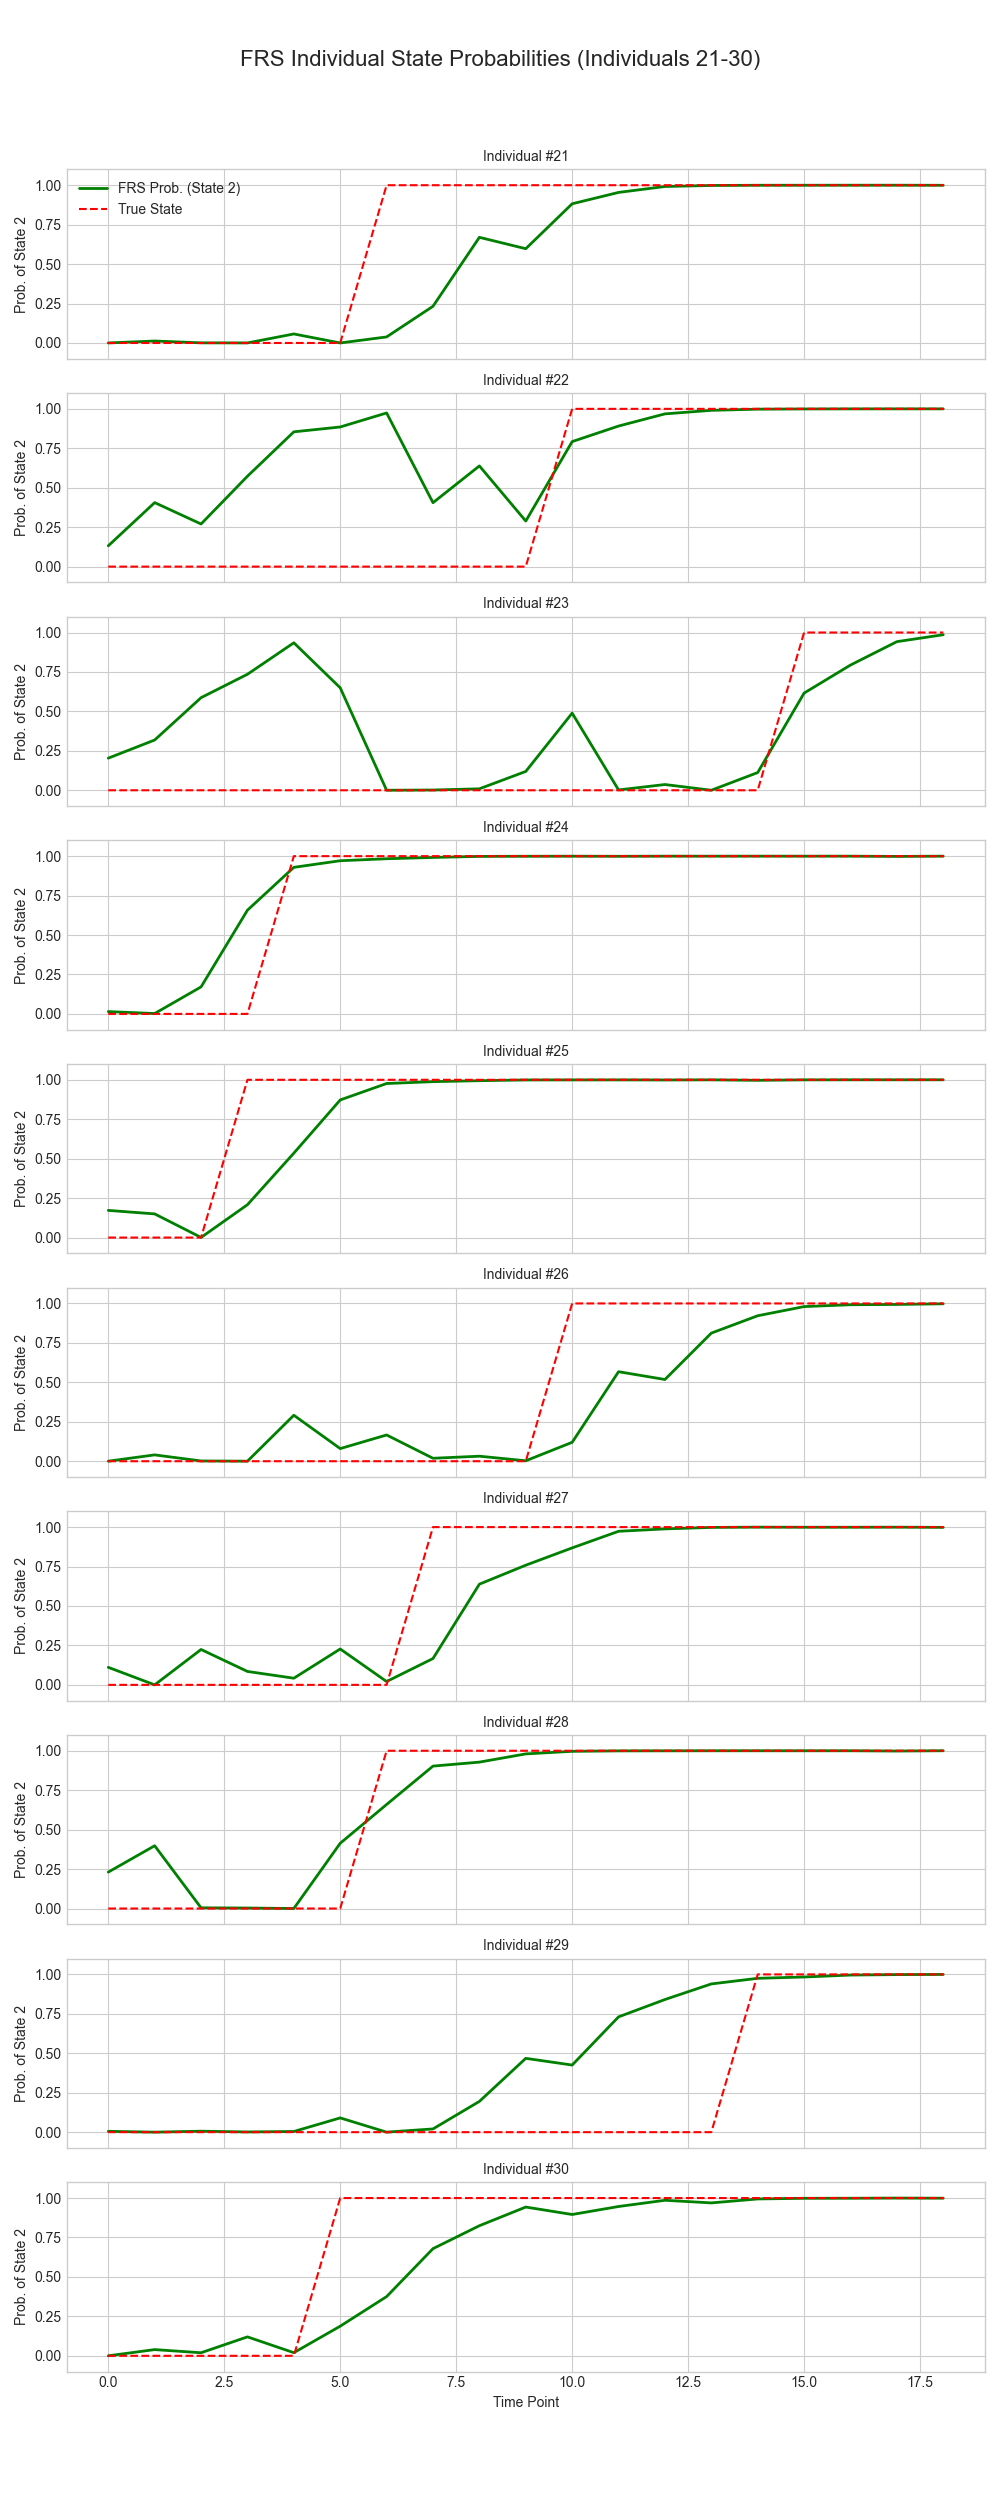 FRS Individual State Probabilities (Individuals 21-30)
Individual #21
FRS Prob. (State 2)
True State
Prob. of State 2
1.00
0.75
0.50
0.25
0.00
Individual #22
Prob. of State 2
1.00
0.75
0.50
0.25
0.00
Individual #23
Prob. of State 2
1.00
0.75
0.50
0.25
0.00
Individual #24
Prob. of State 2
1.00
0.75
0.50
0.25
0.00
Individual #25
Prob. of State 2
1.00
0.75
0.50
0.25
0.00
Individual #26
Prob. of State 2
1.00
0.75
0.50
0.25
0.00
Individual #27
Prob. of State 2
1.00
0.75
0.50
0.25
0.00
Individual #28
Prob. of State 2
1.00
0.75
0.50
0.25
0.00
Individual #29
Prob. of State 2
1.00
0.75
0.50
0.25
0.00
Individual #30
Prob. of State 2
1.00
0.75
0.50
0.25
0.00
0.0 2.5 5.0 7.5 10.0 12.5 15.0 17.5
Time Point